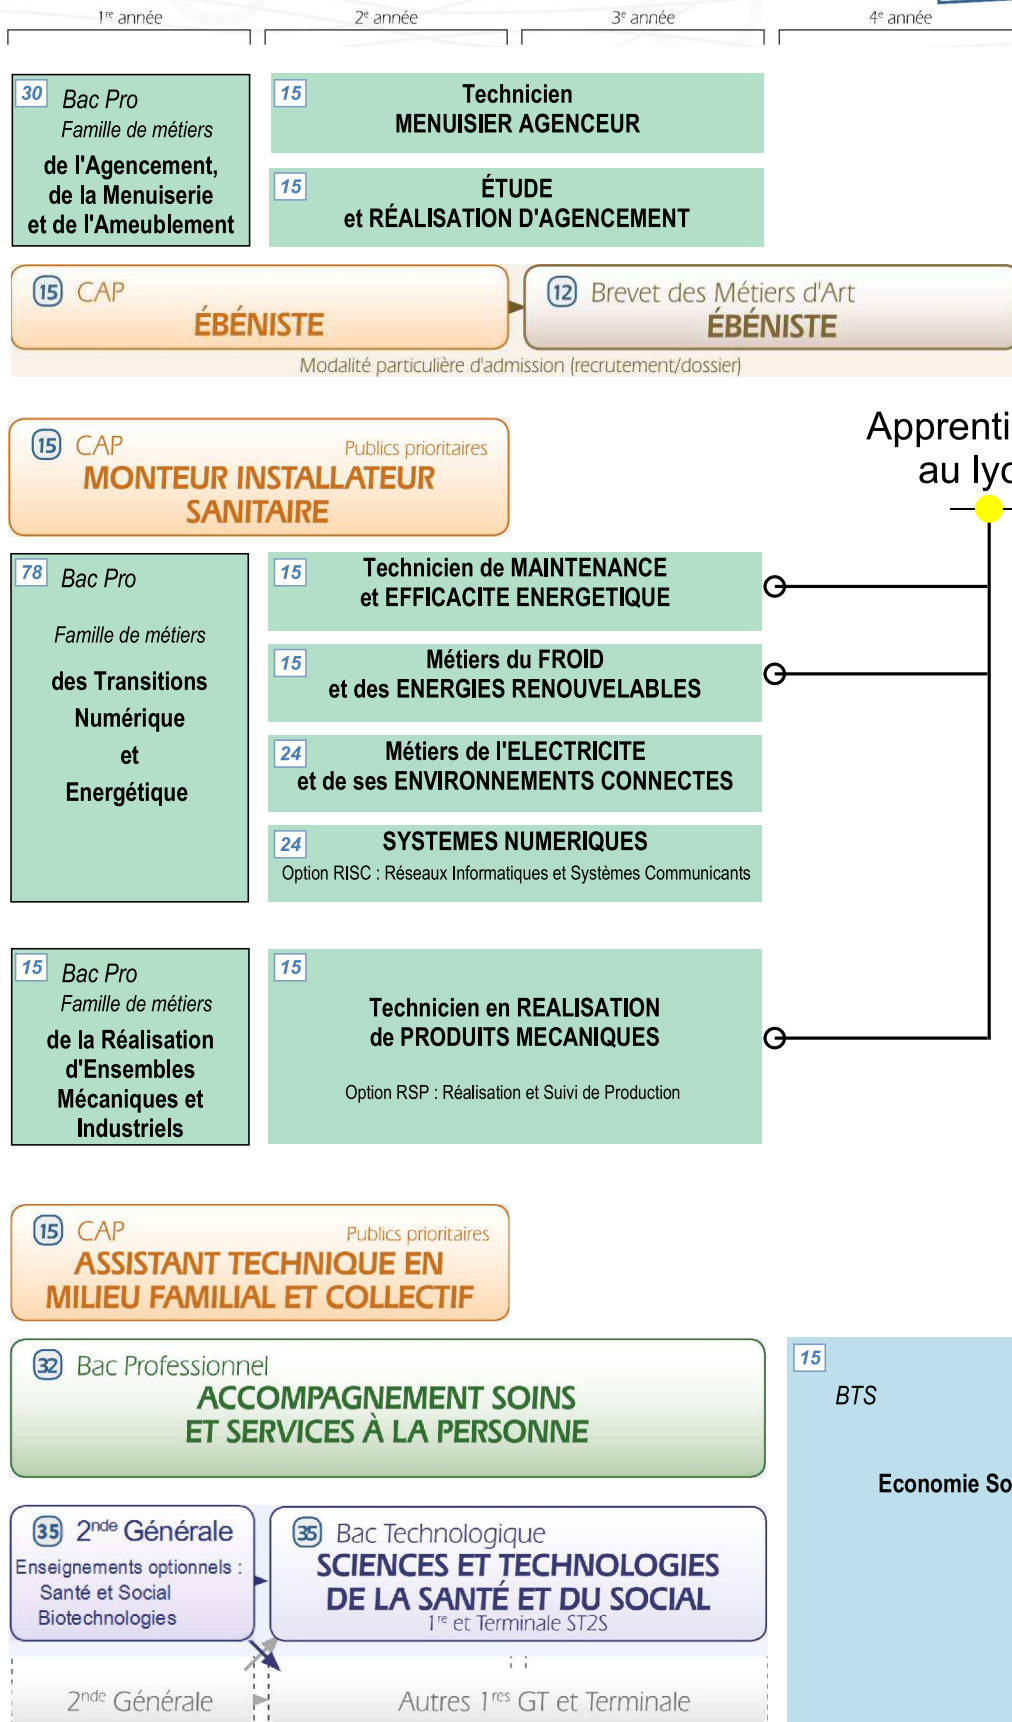 1re année 2e année 3e année 4e année
30 Bac Pro
Famille de métiers
de l'Agencement,
de la Menuiserie
et de l'Ameublement
15 Technicien
MENUISIER AGENCEUR
15 ÉTUDE
et RÉALISATION D'AGENCEMENT
15 CAP
ÉBÉNISTE
12 Brevet des Métiers d'Art
ÉBÉNISTE
Modalité particulière d'admission (recrutement/dossier)
15 CAP Publics prioritaires
MONTEUR INSTALLATEUR
SANITAIRE
Apprenti
au lyc
78 Bac Pro
Famille de métiers
des Transitions
Numérique
et
Energétique
15 Technicien de MAINTENANCE
et EFFICACITE ENERGETIQUE
15 Métiers du FROID
et des ENERGIES RENOUVELABLES
24 Métiers de l'ELECTRICITE
et de ses ENVIRONNEMENTS CONNECTES
24 SYSTEMES NUMERIQUES
Option RISC : Réseaux Informatiques et Systèmes Communicants
15 Bac Pro
Famille de métiers
de la Réalisation
d'Ensembles
Mécaniques et
Industriels
15
Technicien en REALISATION
de PRODUITS MECANIQUES
Option RSP : Réalisation et Suivi de Production
15 CAP Publics prioritaires
ASSISTANT TECHNIQUE EN
MILIEU FAMILIAL ET COLLECTIF
32 Bac Professionnel
ACCOMPAGNEMENT SOINS
ET SERVICES À LA PERSONNE
15
BTS
Economie So
35 2nde Générale
Enseignements optionnels :
Santé et Social
Biotechnologies
35 Bac Technologique
SCIENCES ET TECHNOLOGIES
DE LA SANTÉ ET DU SOCIAL
1re et Terminale ST2S
2nde Générale
Autres 1res GT et Terminale